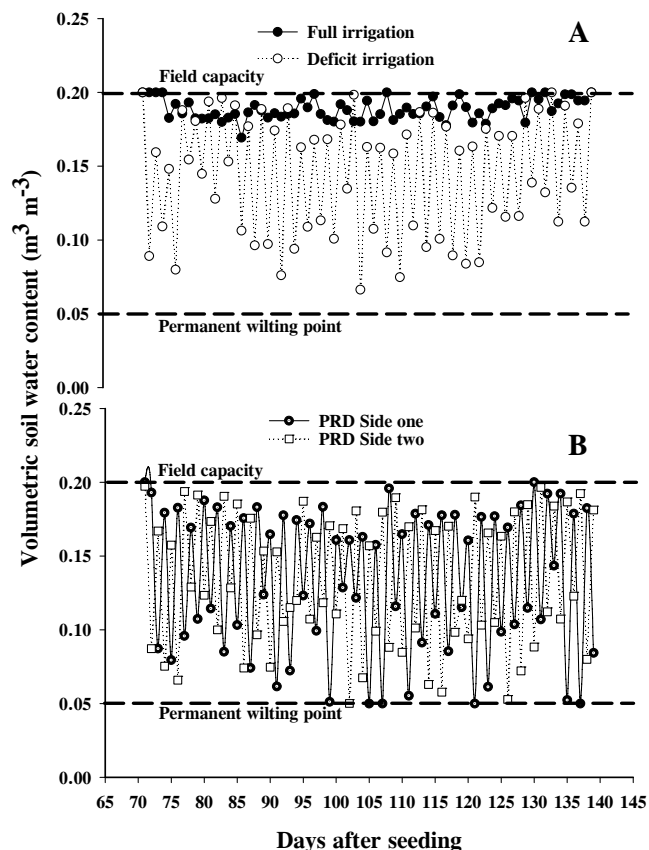 Full irrigation
A
Deficit irrigation
Field capacity
Permanent wilting point
0.25
0.20
0.15
0.10
0.05
0.00
Volumetric soil water content (m³ m⁻³)
PRD Side one
PRD Side two
B
Field capacity
Permanent wilting point
0.25
0.20
0.15
0.10
0.05
0.00
65 70 75 80 85 90 95 100 105 110 115 120 125 130 135 140 145
Days after seeding